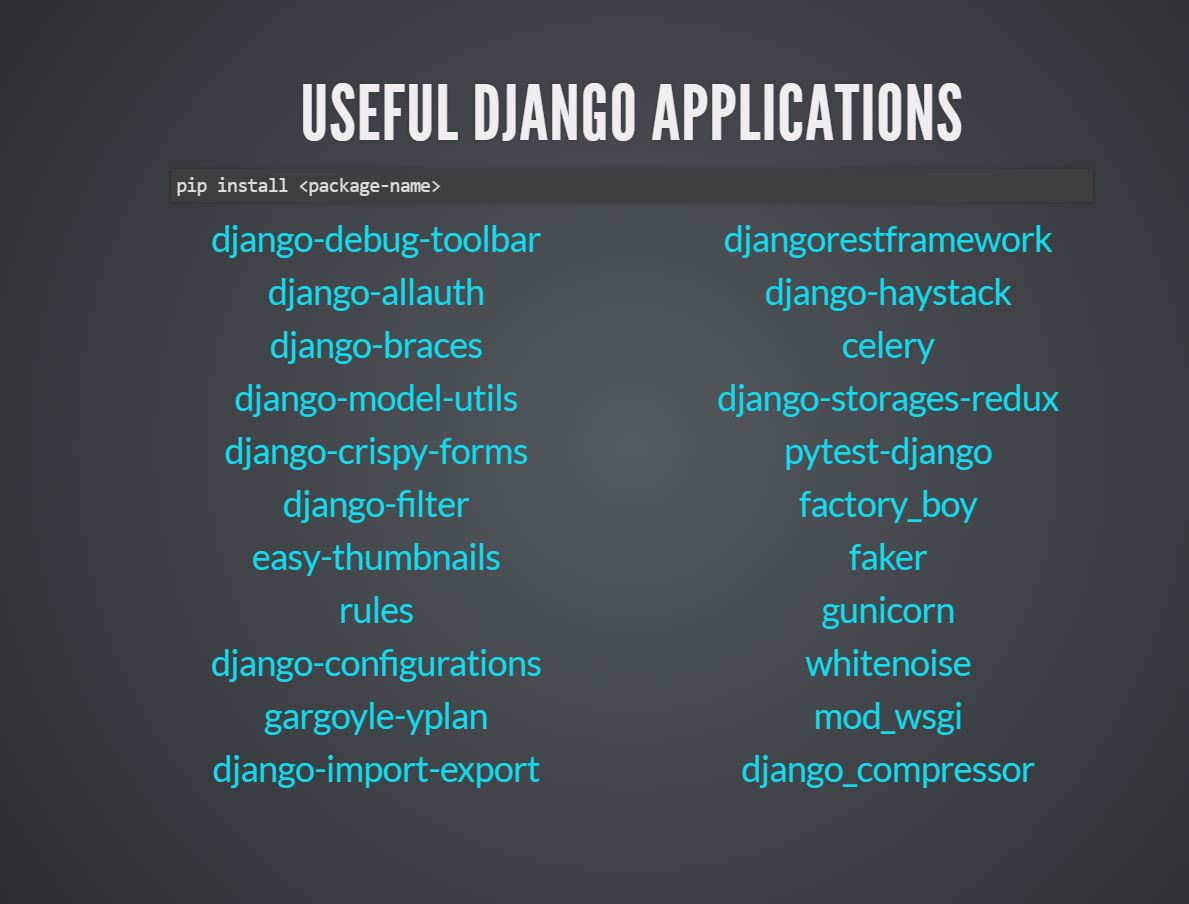 USEFUL DJANGO APPLICATIONS
pip install <package-name>
django-debug-toolbar
django-allauth
django-braces
django-model-utils
django-crispy-forms
django-filter
easy-thumbnails
rules
django-configurations
gargoyle-yplan
django-import-export
djangorestframework
django-haystack
celery
django-storages-redux
pytest-django
factory_boy
faker
gunicorn
whitenoise
mod_wsgi
django_compressor